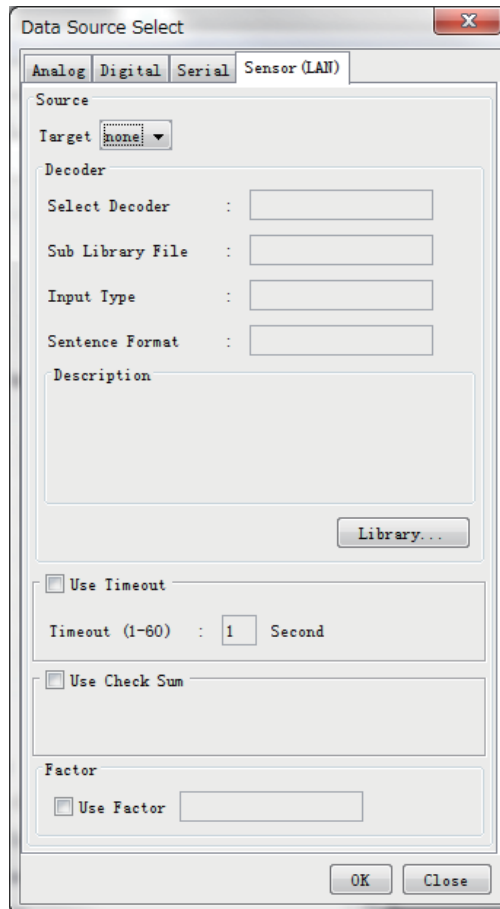 Data Source Select
Analog Digital Serial Sensor(LAN)
Source
Target none
Decoder
Select Decoder :
Sub Library File :
Input Type :
Sentence Format :
Description
Library...
Use Timeout
Timeout (1-60) : 1 Second
Use Check Sum
Factor
Use Factor
OK Close